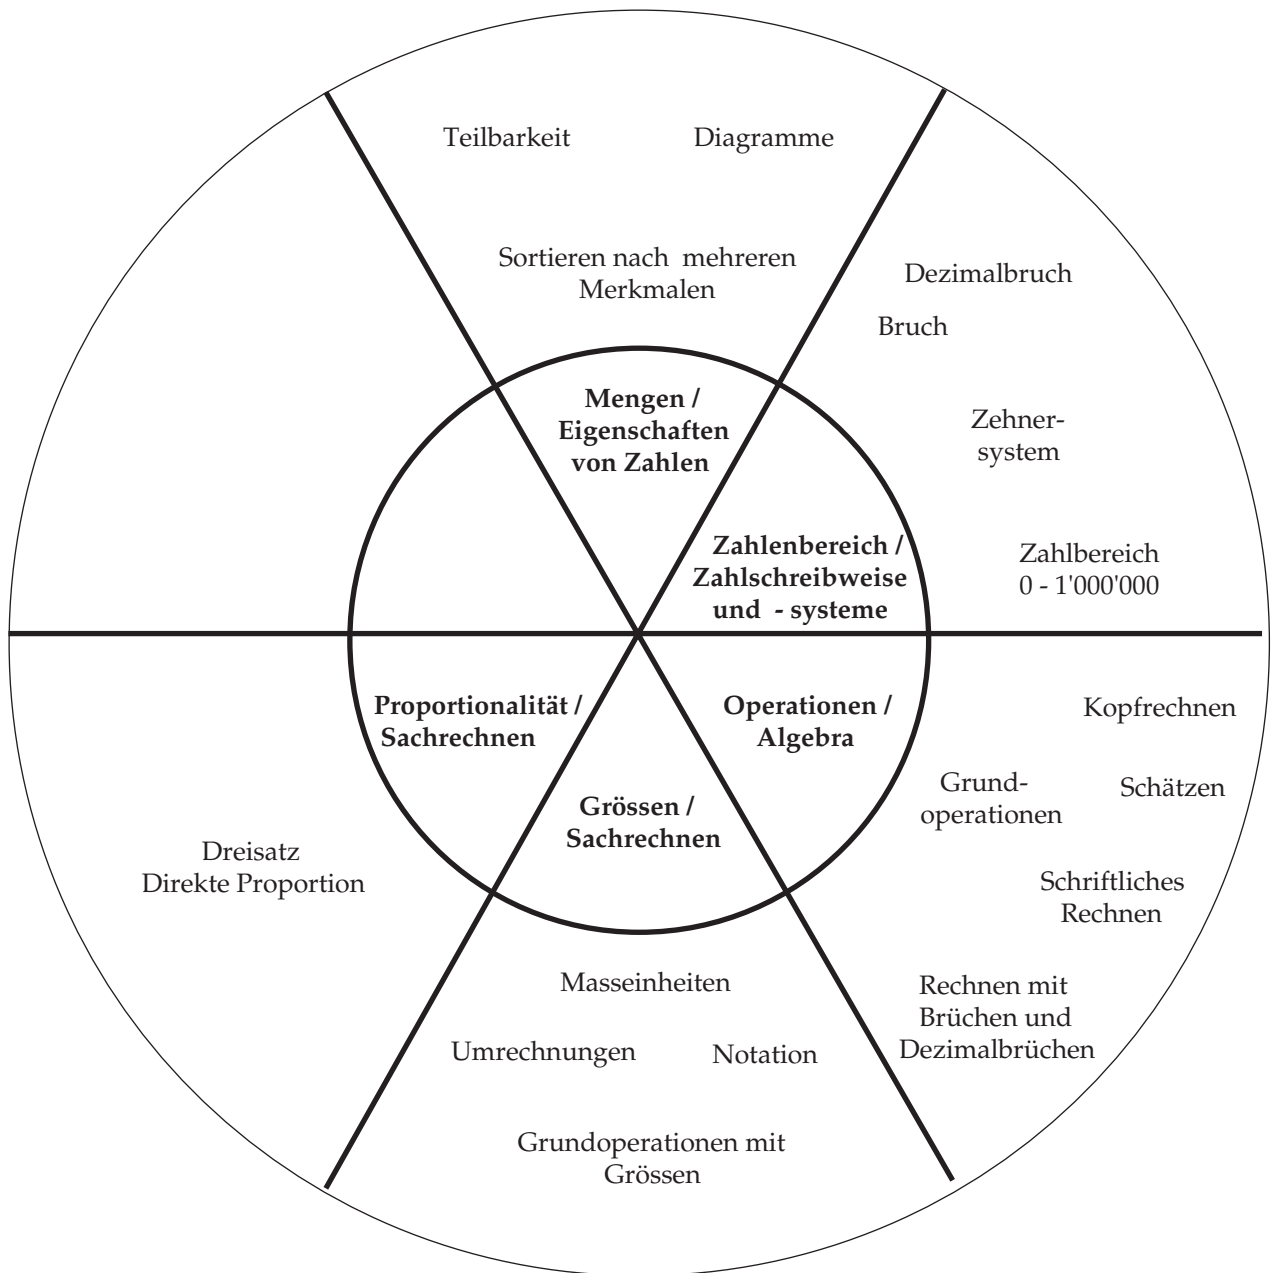 Teilbarkeit
Diagramme
Sortieren nach mehreren
Merkmalen
Dezimalbruch
Bruch
Zehner-
system
Zahlbereich
0 - 1'000'000
Mengen /
Eigenschaften
von Zahlen
Zahlenbereich /
Zahlschreibweise
und - systeme
Proportionalität /
Sachrechnen
Operationen /
Algebra
Grössen /
Sachrechnen
Kopfrechnen
Grund-
operationen
Schätzen
Schriftliches
Rechnen
Rechnen mit
Brüchen und
Dezimalbrüchen
Dreisatz
Direkte Proportion
Masseinheiten
Umrechnungen
Notation
Grundoperationen mit
Grössen